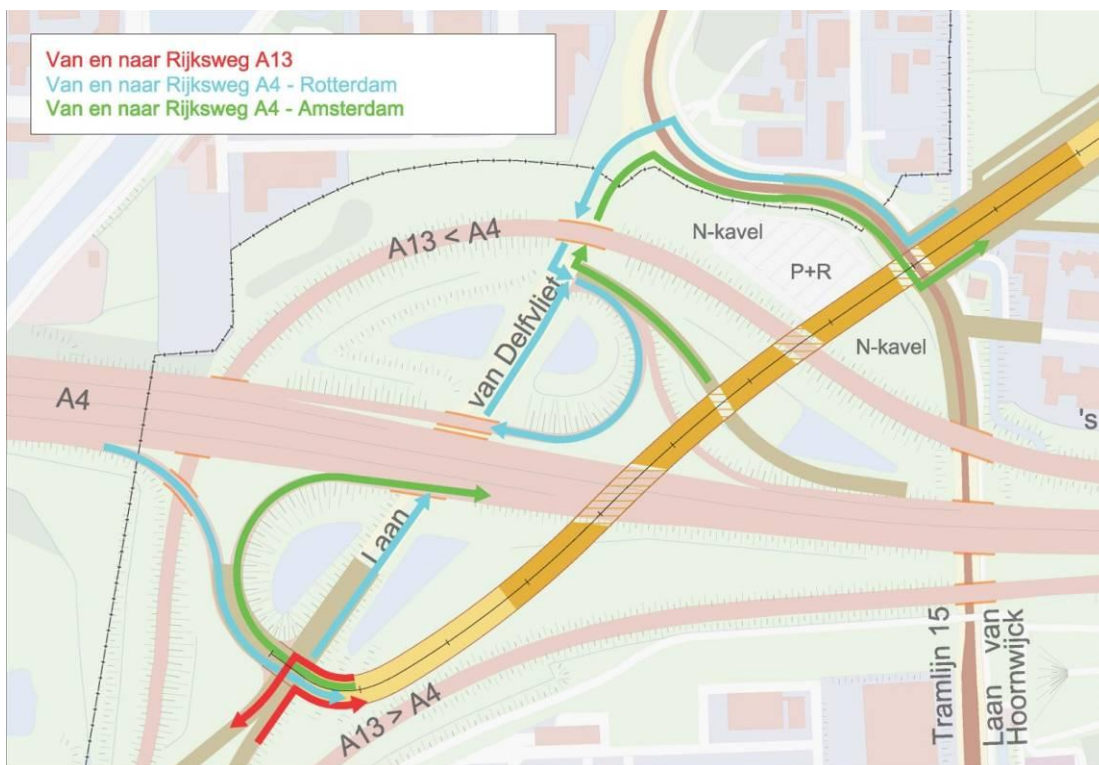 Van en naar Rijksweg A13
Van en naar Rijksweg A4 - Rotterdam
Van en naar Rijksweg A4 - Amsterdam
A13 < A4
N-kavel
P+R
N-kavel
van Delfvliet
A4
's
Laan
A13 > A4
Tramlijn 15
Laan van
Hoornwijck